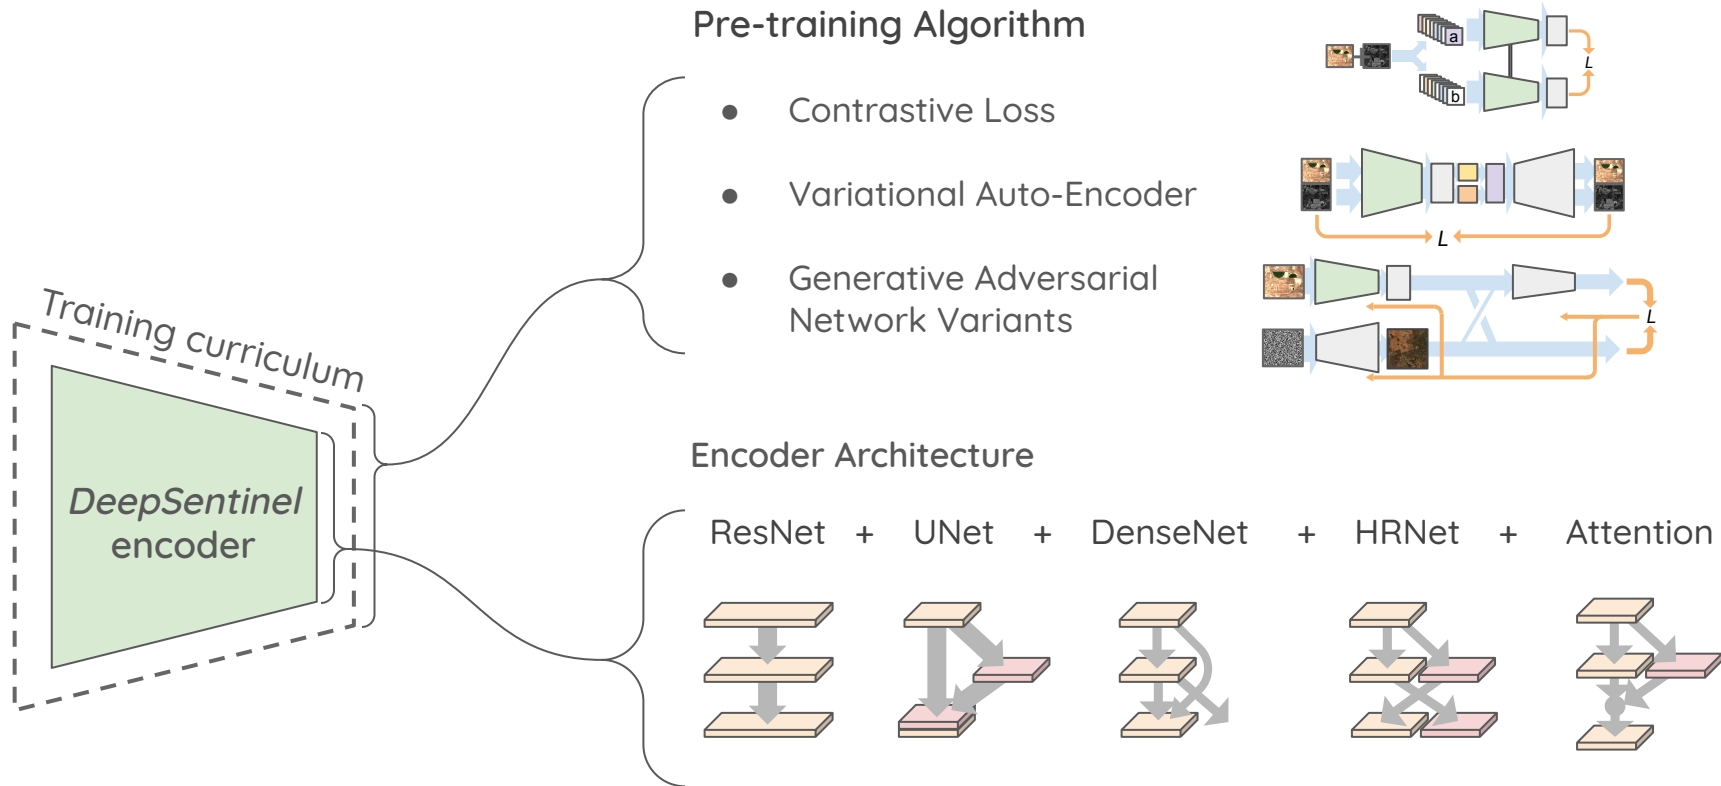 Pre-training Algorithm
● Contrastive Loss
● Variational Auto-Encoder
● Generative Adversarial
Network Variants
a
b
L
L
L
Training curriculum
DeepSentinel
encoder
Encoder Architecture
ResNet + UNet + DenseNet + HRNet + Attention